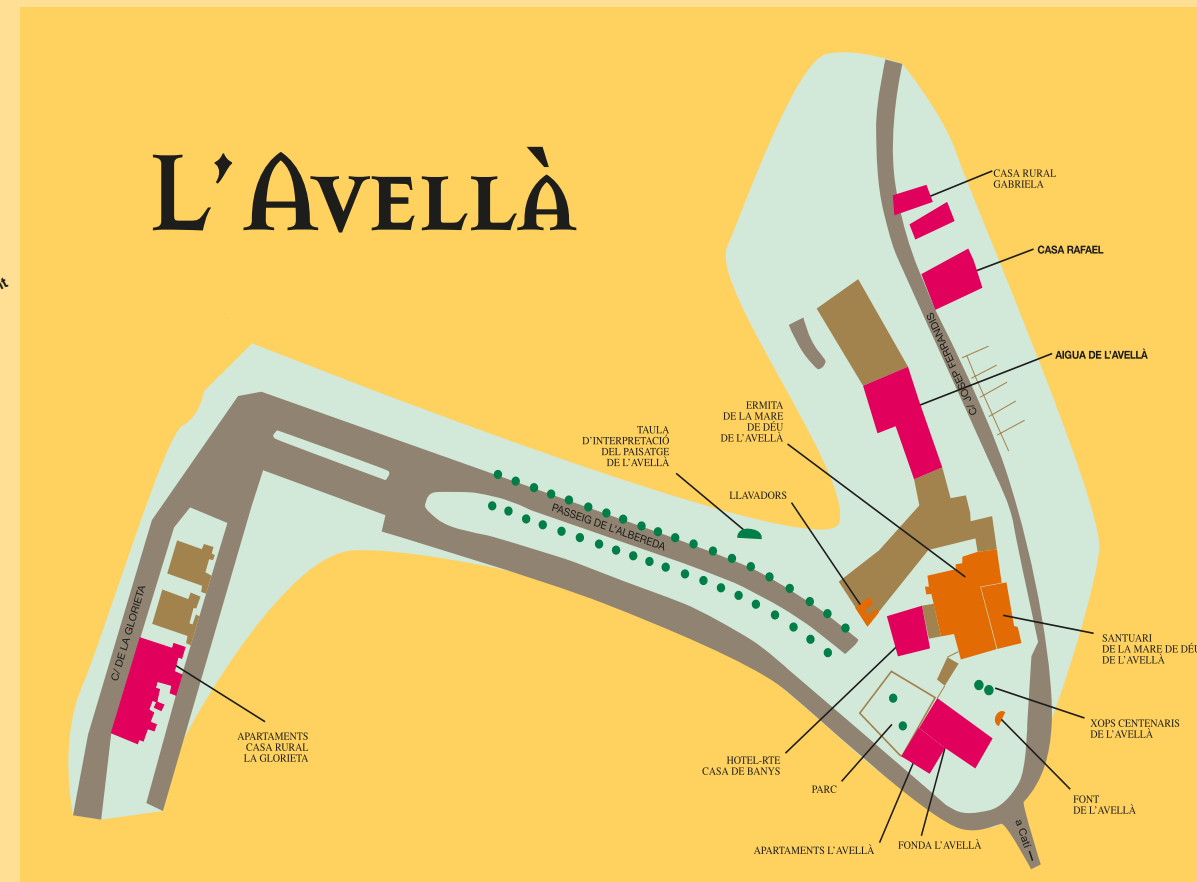 L'AVELLÀ
CASA RURAL
GABRIELA
CASA RAFAEL
C/ JOSEP FERRANDIS
AIGUA DE L'AVELLÀ
ERMITA
DE LA MARE
DE DÉU
DE L'AVELLÀ
TAULA
D'INTERPRETACIÓ
DEL PAISATGE
DE L'AVELLÀ
LLAVADORS
PASSEIG DE L'ALBEREDA
C/ DE LA GLORIETA
SANTUARI
DE LA MARE DE DÉU
DE L'AVELLÀ
XOPS CENTENARIS
DE L'AVELLÀ
APARTAMENTS
CASA RURAL
LA GLORIETA
HOTEL-RTE
CASA DE BANYS
PARC
FONT
DE L'AVELLÀ
APARTAMENTS L'AVELLÀ
FONDA L'AVELLÀ
a Catí